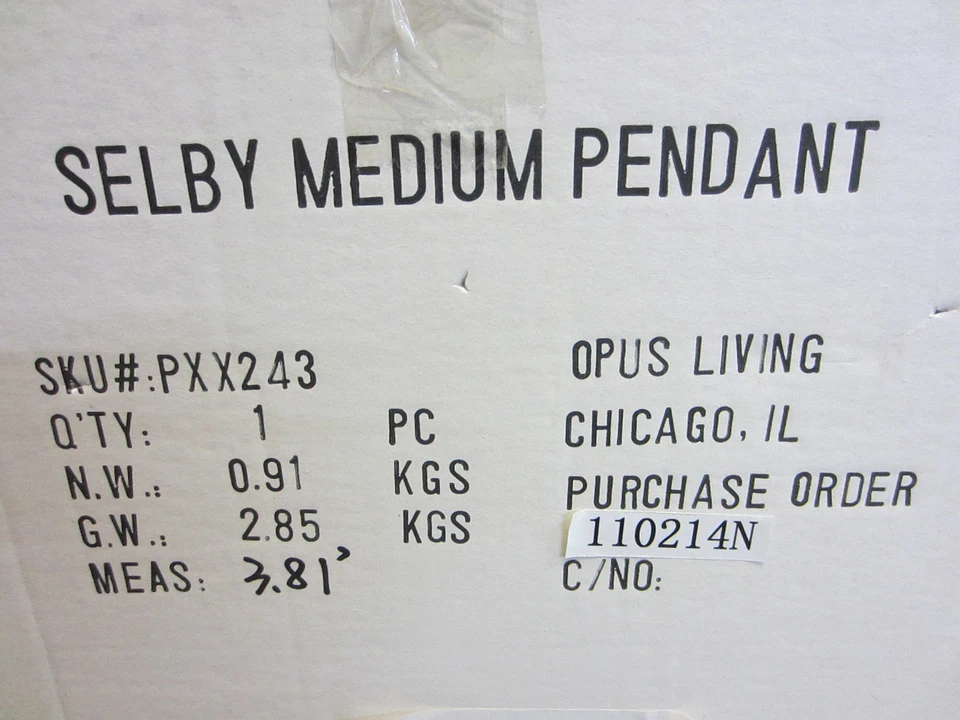 SELBY MEDIUM PENDANT
SKU#:PXX243
Q'TY: 1 PC
N.W.: 0.91 KGS
G.W.: 2.85 KGS
MEAS: 3.81'
OPUS LIVING
CHICAGO, IL
PURCHASE ORDER
110214N
C/NO: